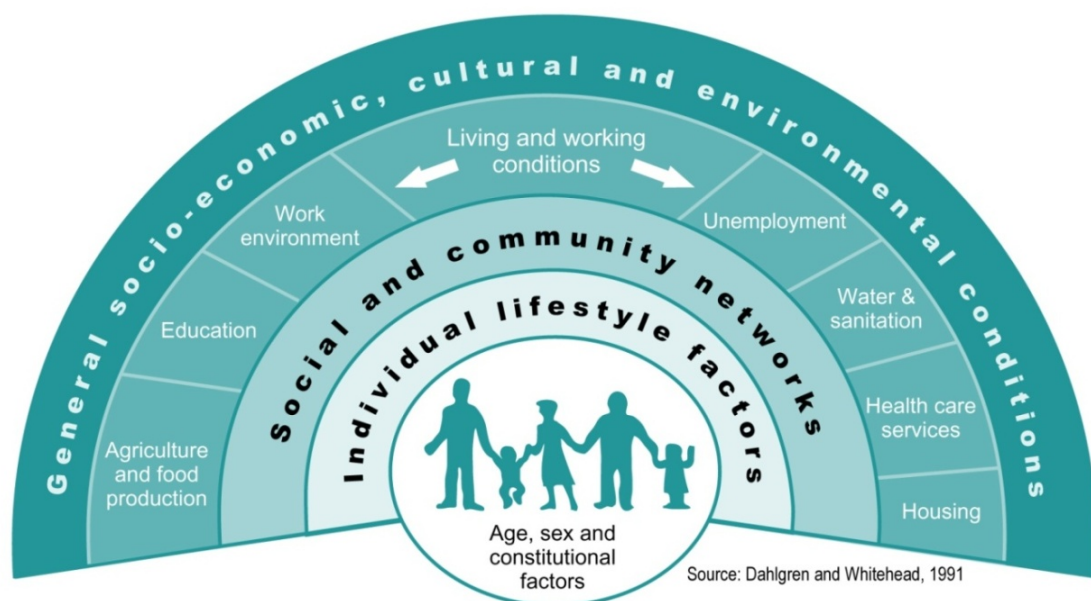 General socio-economic, cultural and environmental conditions
Living and working
conditions
Work
environment
Unemployment
Education
Water &
sanitation
Agriculture
and food
production
Health care
services
Housing
Social and community networks
Individual lifestyle factors
Age, sex and
constitutional
factors
Source: Dahlgren and Whitehead, 1991